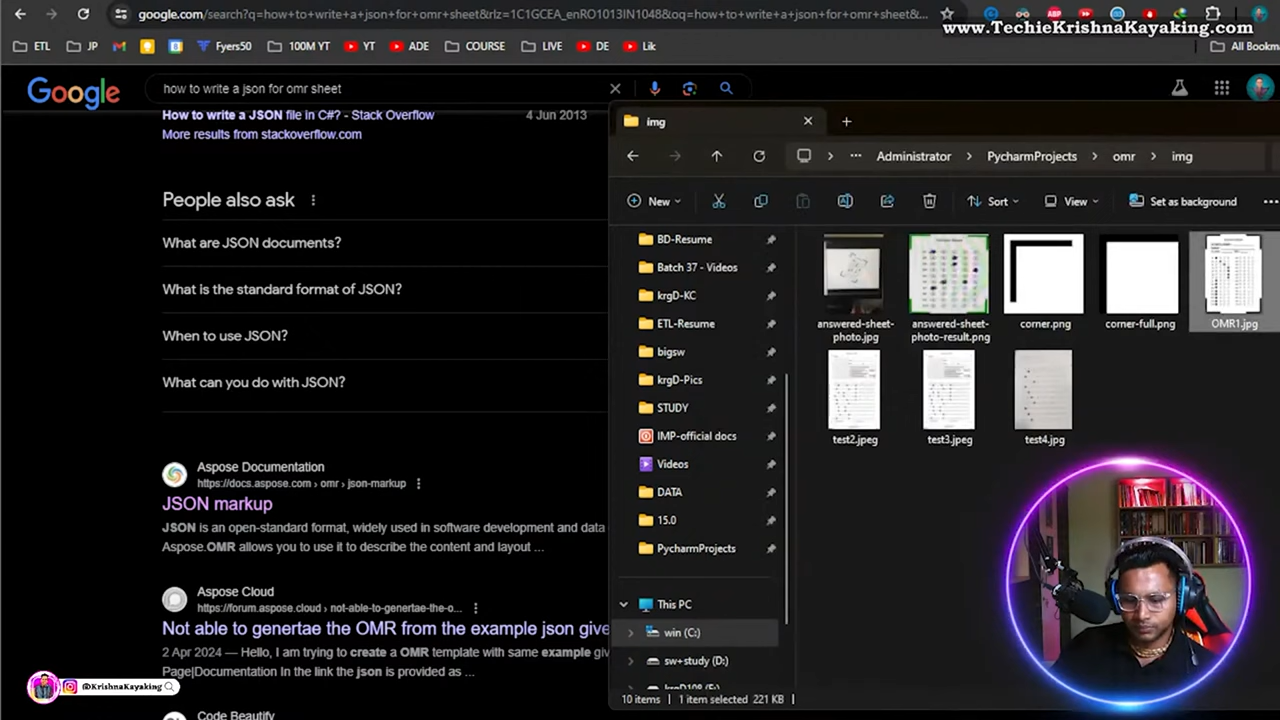 google.com/search?q=how+to+write+a+json+for+omr+sheet&rlz=1C1GCEA_enRO1013IN1048&oq=how+to+write+a+json+for+omr+sheet&...
www.TechieKrishnaKayaking.com
ETL
JP
Fyers50
100M YT
YT
ADE
COURSE
LIVE
DE
Lik
All Bookma
Google
how to write a json for omr sheet
How to write a JSON file in C#? - Stack Overflow
4 Jun 2013
More results from stackoverflow.com
People also ask
What are JSON documents?
What is the standard format of JSON?
When to use JSON?
What can you do with JSON?
Aspose Documentation
https://docs.aspose.com › omr › json-markup
JSON markup
JSON is an open-standard format, widely used in software development and data
Aspose.OMR allows you to use it to describe the content and layout ...
Aspose Cloud
https://forum.aspose.cloud › not-able-to-genertae-the-o...
Not able to genertae the OMR from the example json give
2 Apr 2024 — Hello, I am trying to create a OMR template with same example giv
Page|Documentation In the link the json is provided as ...
Code Beautify
@KrishnaKayaking
img
Administrator
PycharmProjects
omr
img
New
Sort
View
Set as background
BD-Resume
Batch 37 - Videos
krgD-KC
ETL-Resume
bigsw
krgD-Pics
STUDY
IMP-official docs
Videos
DATA
15.0
PycharmProjects
This PC
win (C:)
sw+study (D:)
answered-sheet-photo.jpg
answered-sheet-photo-result.png
corner.png
corner-full.png
OMR1.jpg
test2.jpeg
test3.jpeg
test4.jpg
10 items
1 item selected 221 KB